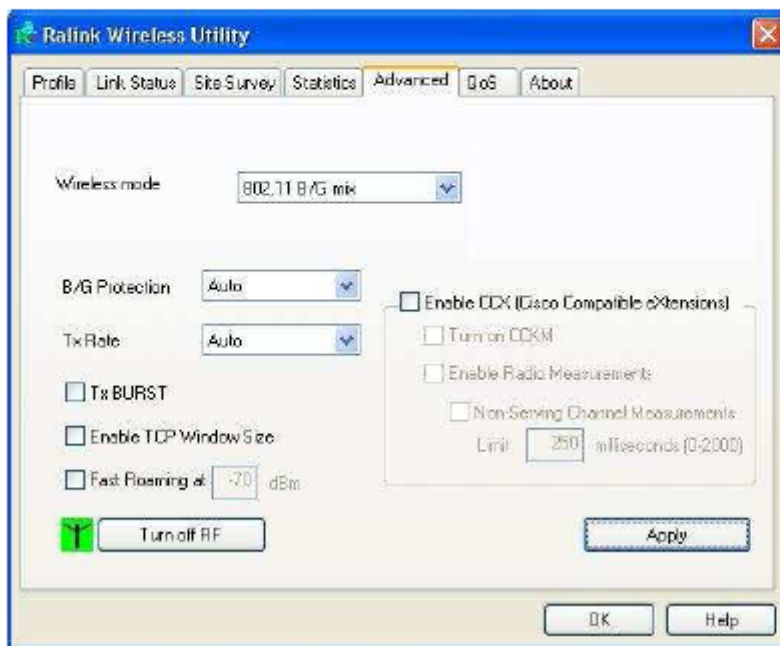 Ralink Wireless Utility
Profile Link Status Site Survey Statistics Advanced QoS About
Wireless mode 802.11 B/G mix
B/G Protection Auto
Enable CCX (Cisco Compatible eXtensions)
Tx Rate Auto
Turn on CCKM
Enable Radio Measurements
Tx BURST
Non-Serving Channel Measurements
Enable TCP Window Size
Limit 250 milliseconds (0-2000)
Fast Roaming at -70 dBm
Turn off RF Apply
OK Help